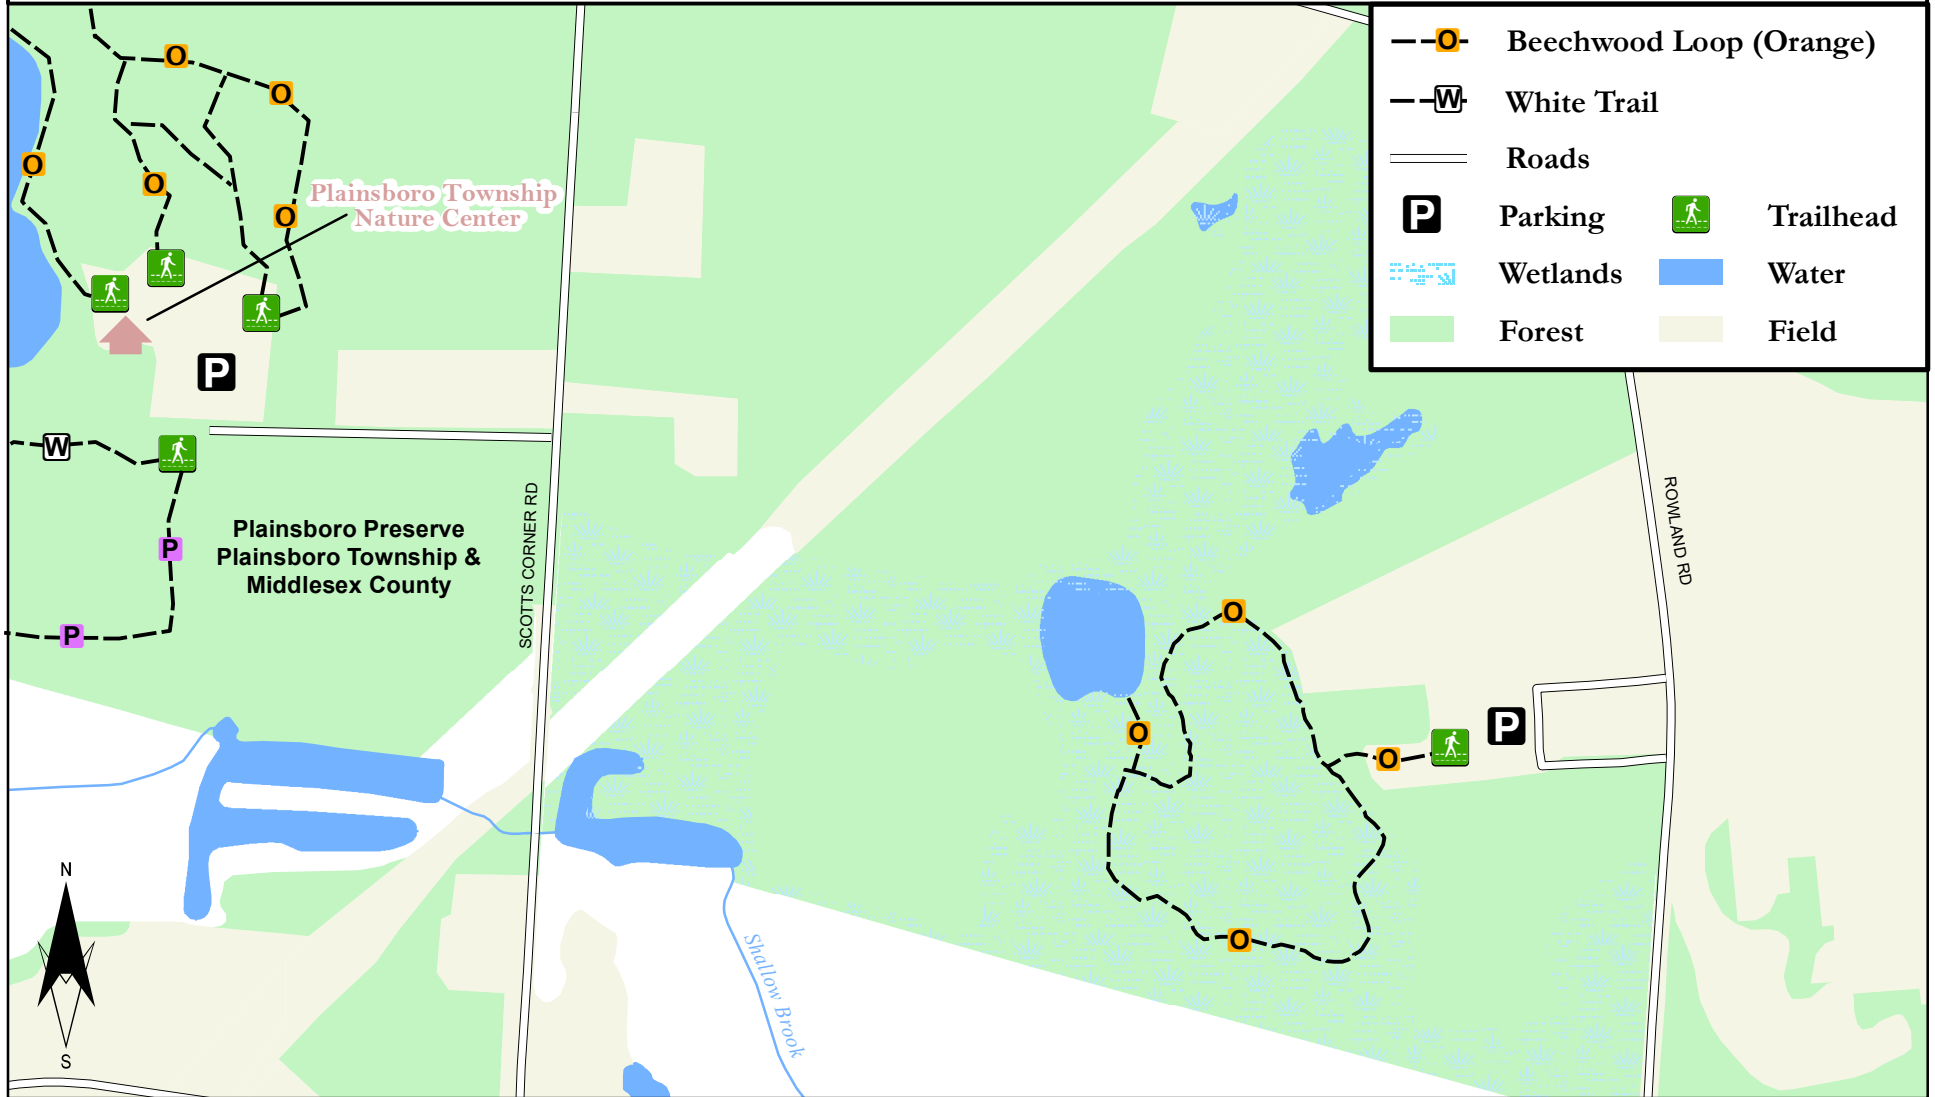 O Beechwood Loop (Orange)
W White Trail
Roads
P Parking
Trailhead
Wetlands
Water
Forest
Field
O
O
O
O
O
Plainsboro Township
Nature Center
P
W
P
P
Plainsboro Preserve
Plainsboro Township &
Middlesex County
SCOTTS CORNER RD
ROWLAND RD
O
O
O
O
P
Shallow Brook
N
S